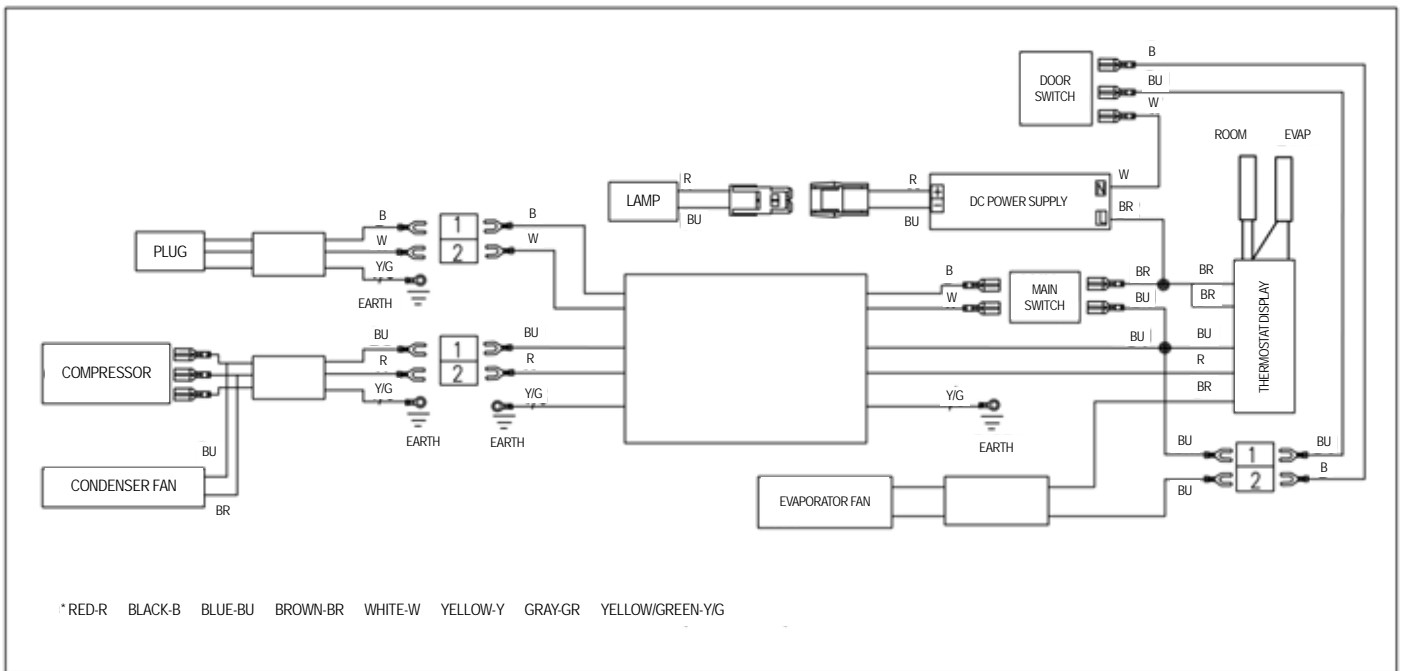 B
DOOR
SWITCH
BU
W
ROOM EVAP
R
LAMP
BU
R
BU
+
−
DC POWER SUPPLY
N
L
W
BR
PLUG
B
W
Y/G
EARTH
1
2
B
W
B
W
MAIN
SWITCH
BR
BU
BR
BR
BU
BU
R
BR
THERMOSTAT DISPLAY
COMPRESSOR
BU
R
Y/G
EARTH
1
2
BU
R
Y/G
EARTH
Y/G
EARTH
BU
CONDENSER FAN
BR
EVAPORATOR FAN
BU
BU
1
2
BU
B
* RED-R BLACK-B BLUE-BU BROWN-BR WHITE-W YELLOW-Y GRAY-GR YELLOW/GREEN-Y/G